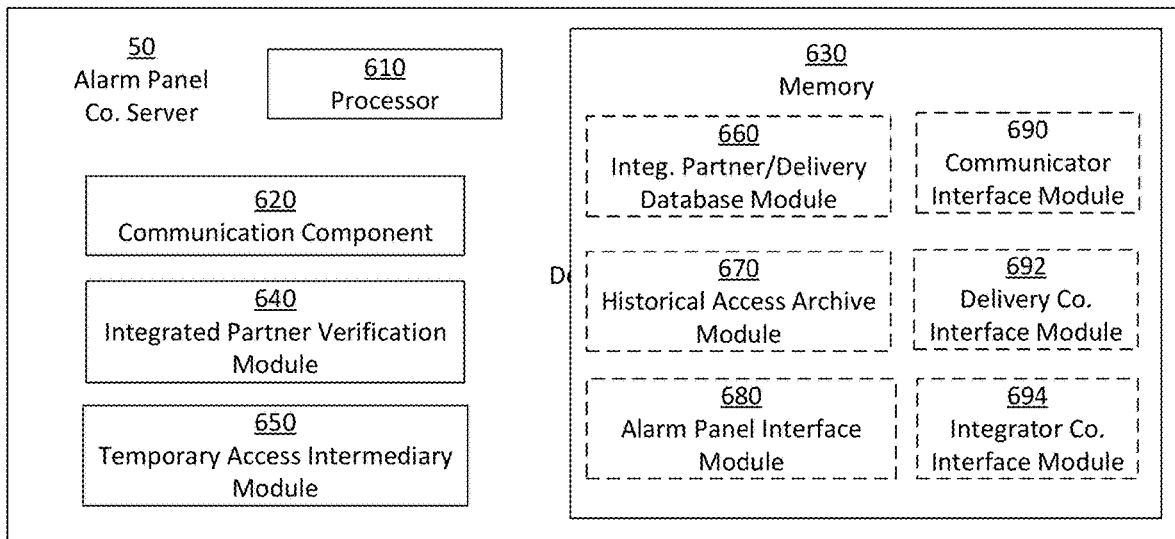 50
Alarm Panel
Co. Server
610
Processor
620
Communication Component
640
Integrated Partner Verification
Module
650
Temporary Access Intermediary
Module
630
Memory
660
Integ. Partner/Delivery
Database Module
690
Communicator
Interface Module
670
Historical Access Archive
Module
692
Delivery Co.
Interface Module
680
Alarm Panel Interface
Module
694
Integrator Co.
Interface Module